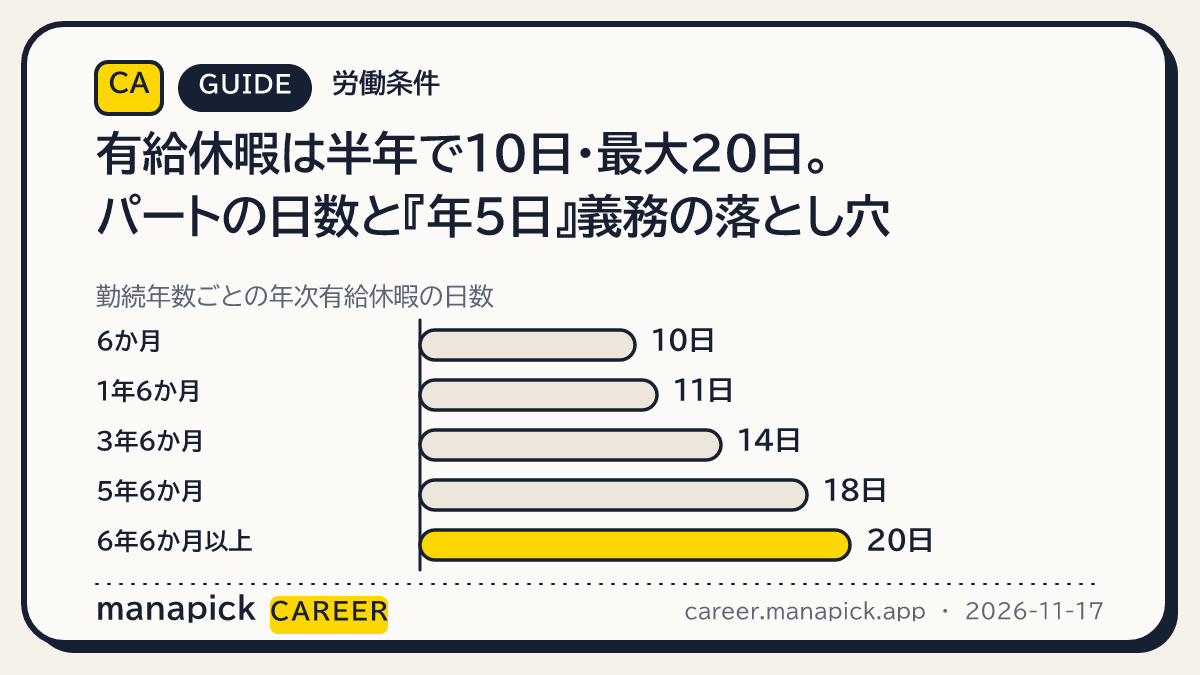 CA GUIDE 労働条件
有給休暇は半年で10日・最大20日。
パートの日数と『年5日』義務の落とし穴
勤続年数ごとの年次有給休暇の日数
6か月 10日
1年6か月 11日
3年6か月 14日
5年6か月 18日
6年6か月以上 20日
manapick CAREER career.manapick.app ・ 2026-11-17